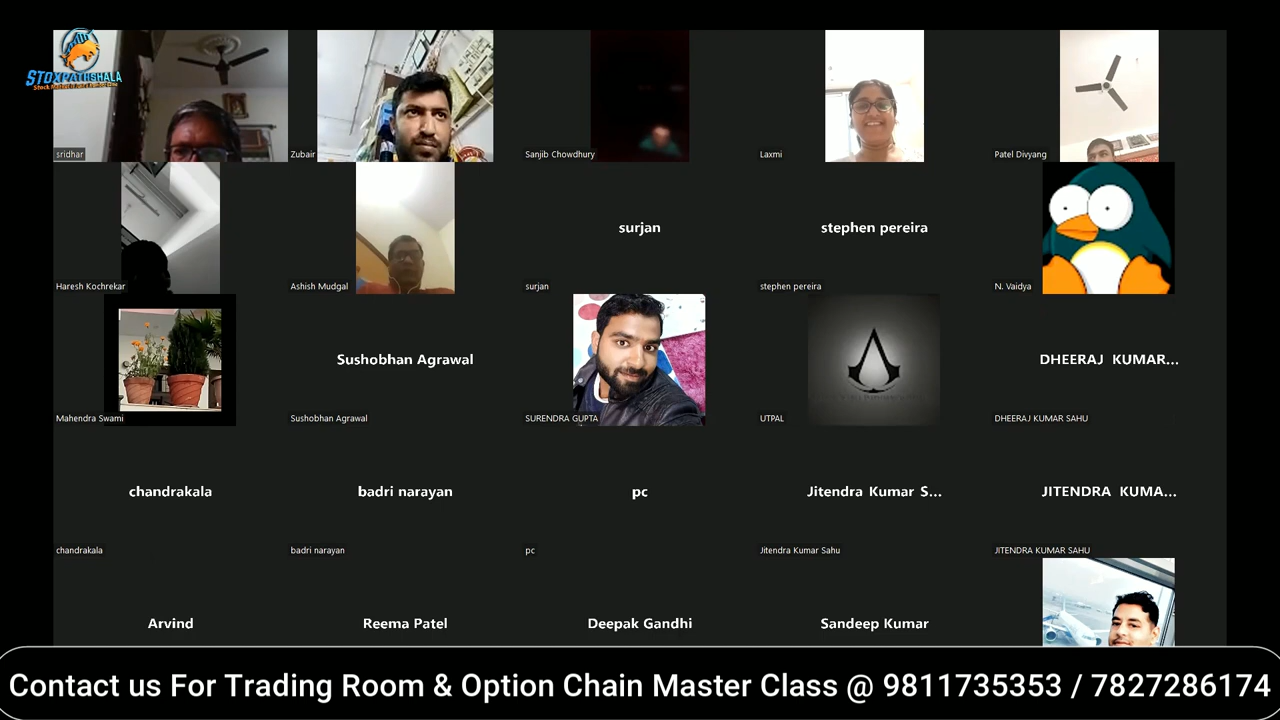 STOXPATHSHALA
sridhar
Zubair
Sanjib Chowdhury
Laxmi
Patel Divyang
surjan
stephen pereira
Haresh Kochrekar
Ashish Mudgal
surjan
stephen pereira
N. Vaidya
Sushobhan Agrawal
DHEERAJ KUMAR...
Mahendra Swami
Sushobhan Agrawal
SURENDRA GUPTA
UTPAL
DHEERAJ KUMAR SAHU
chandrakala
badri narayan
pc
Jitendra Kumar S...
JITENDRA KUMA...
chandrakala
badri narayan
pc
Jitendra Kumar Sahu
JITENDRA KUMAR SAHU
Arvind
Reema Patel
Deepak Gandhi
Sandeep Kumar
Contact us For Trading Room & Option Chain Master Class @ 9811735353 / 7827286174